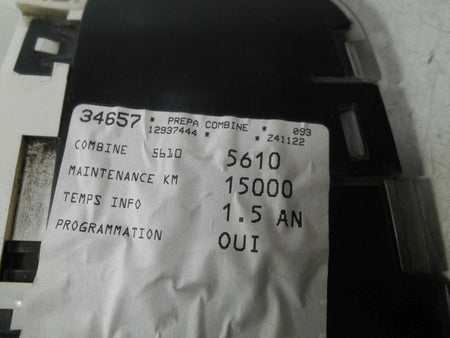 34657 * PREPA COMBINE * 093
12937444 * * Z41122
COMBINE 5610 5610
MAINTENANCE KM 15000
TEMPS INFO 1.5 AN
PROGRAMMATION OUI